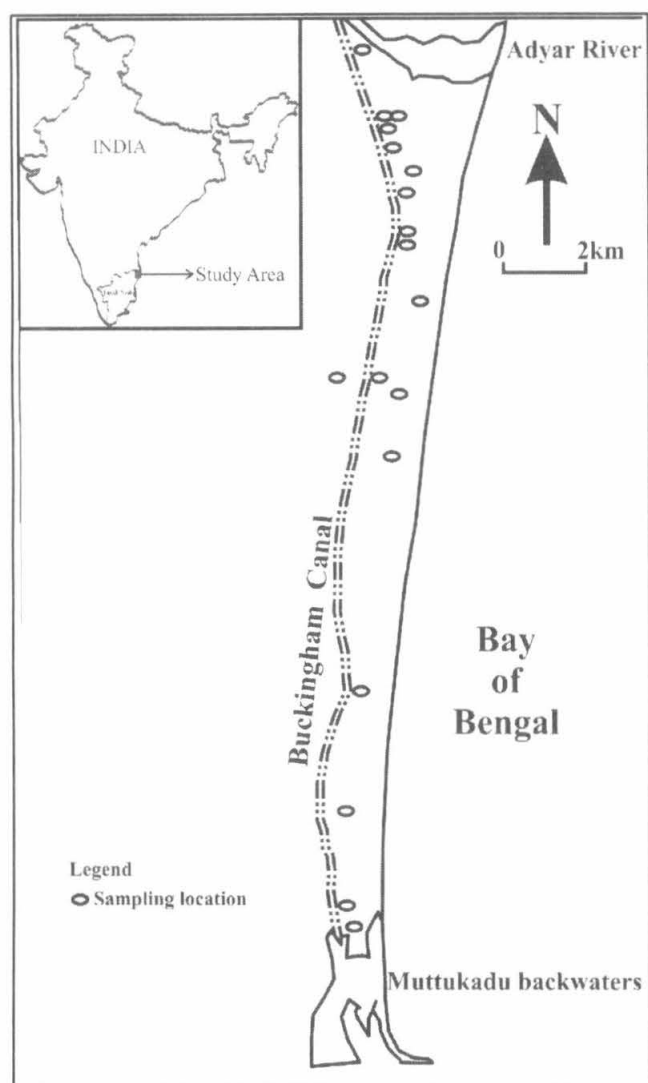 Adyar River
INDIA
N
0 2km
Study Area
Buckingham Canal
Bay
of
Bengal
Legend
Sampling location
Muttukadu backwaters